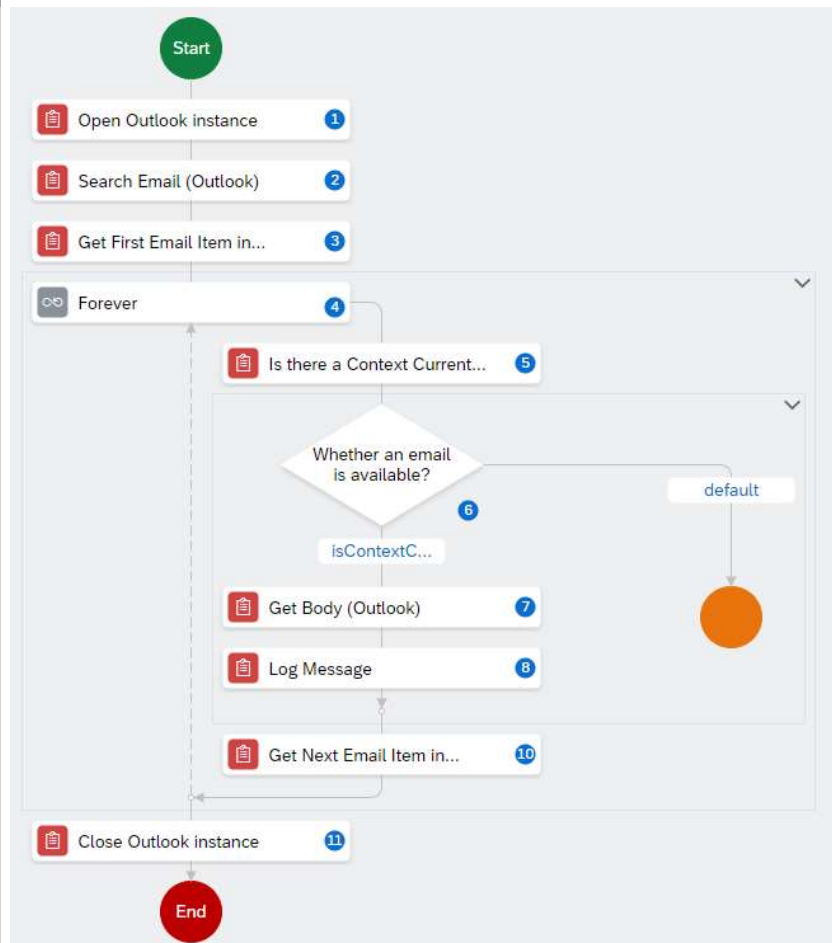 Start
Open Outlook instance 1
Search Email (Outlook) 2
Get First Email Item in... 3
Forever 4
Is there a Context Current... 5
Whether an email
is available?
6
default
isContextC...
Get Body (Outlook) 7
Log Message 8
Get Next Email Item in... 10
Close Outlook instance 11
End